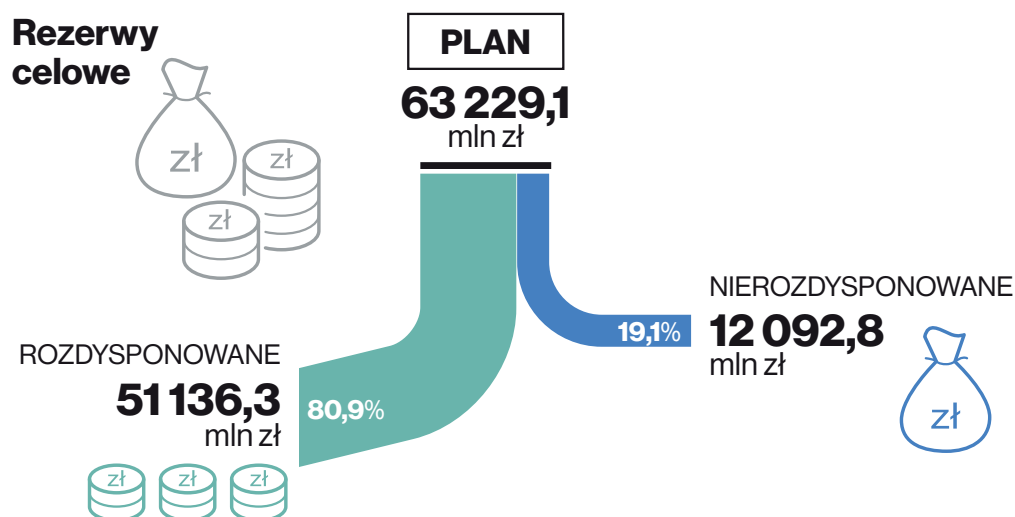 Rezerwy
celowe
PLAN
63 229,1
mln zł
zł
zł
zł
NIEROZDYSPONOWANE
12 092,8
mln zł
19,1%
zł
ROZDYSPONOWANE
51 136,3
mln zł
80,9%
zł
zł
zł